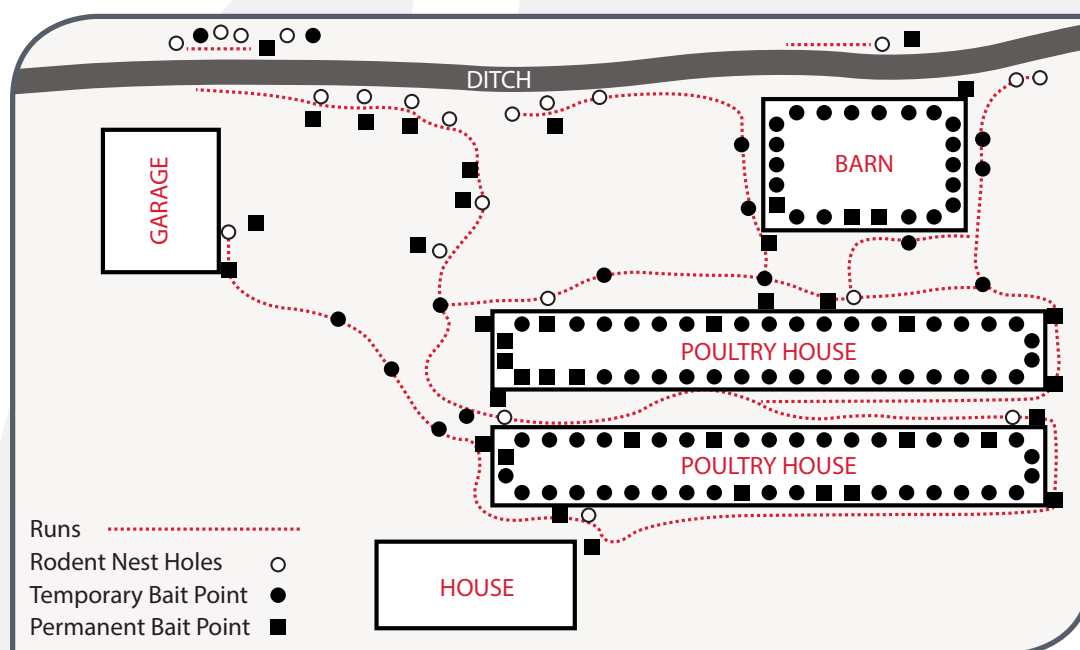 DITCH
GARAGE
BARN
POULTRY HOUSE
POULTRY HOUSE
HOUSE
Runs
Rodent Nest Holes
Temporary Bait Point
Permanent Bait Point